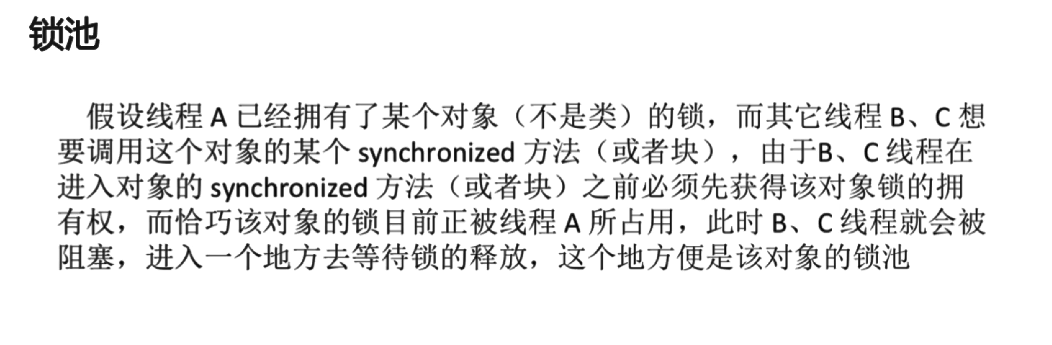 锁池
假设线程 A 已经拥有了某个对象（不是类）的锁，而其它线程 B、C 想
要调用这个对象的某个 synchronized 方法（或者块），由于B、C 线程在
进入对象的 synchronized 方法（或者块）之前必须先获得该对象锁的拥
有权，而恰巧该对象的锁目前正被线程 A 所占用，此时 B、C 线程就会被
阻塞，进入一个地方去等待锁的释放，这个地方便是该对象的锁池